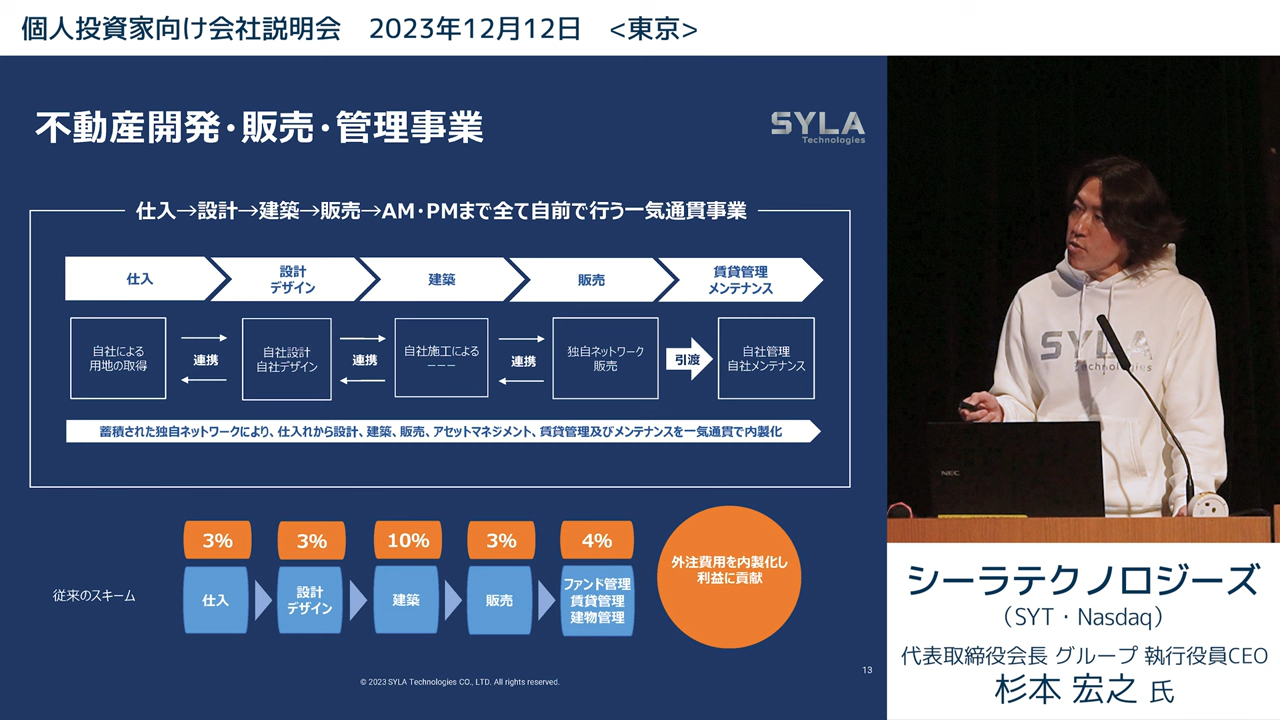 個人投資家向け会社説明会 2023年12月12日 <東京>
不動産開発・販売・管理事業
SYLA
Technologies
仕入→設計→建築→販売→AM・PMまで全て自前で行う一気通貫事業
仕入
設計
デザイン
建築
販売
賃貸管理
メンテナンス
自社による
用地の取得
連携
自社設計
自社デザイン
連携
自社施工による
ーーー
連携
独自ネットワーク
販売
引渡
自社管理
自社メンテナンス
蓄積された独自ネットワークにより、仕入れから設計、建築、販売、アセットマネジメント、賃貸管理及びメンテナンスを一気通貫で内製化
従来のスキーム
3%
仕入
3%
設計
デザイン
10%
建築
3%
販売
4%
ファンド管理
賃貸管理
建物管理
外注費用を内製化し
利益に貢献
13
© 2023 SYLA Technologies CO., LTD. All rights reserved.
SYLA
Technologies
NEC
シーラテクノロジーズ
（SYT・Nasdaq）
代表取締役会長 グループ 執行役員CEO
杉本 宏之 氏